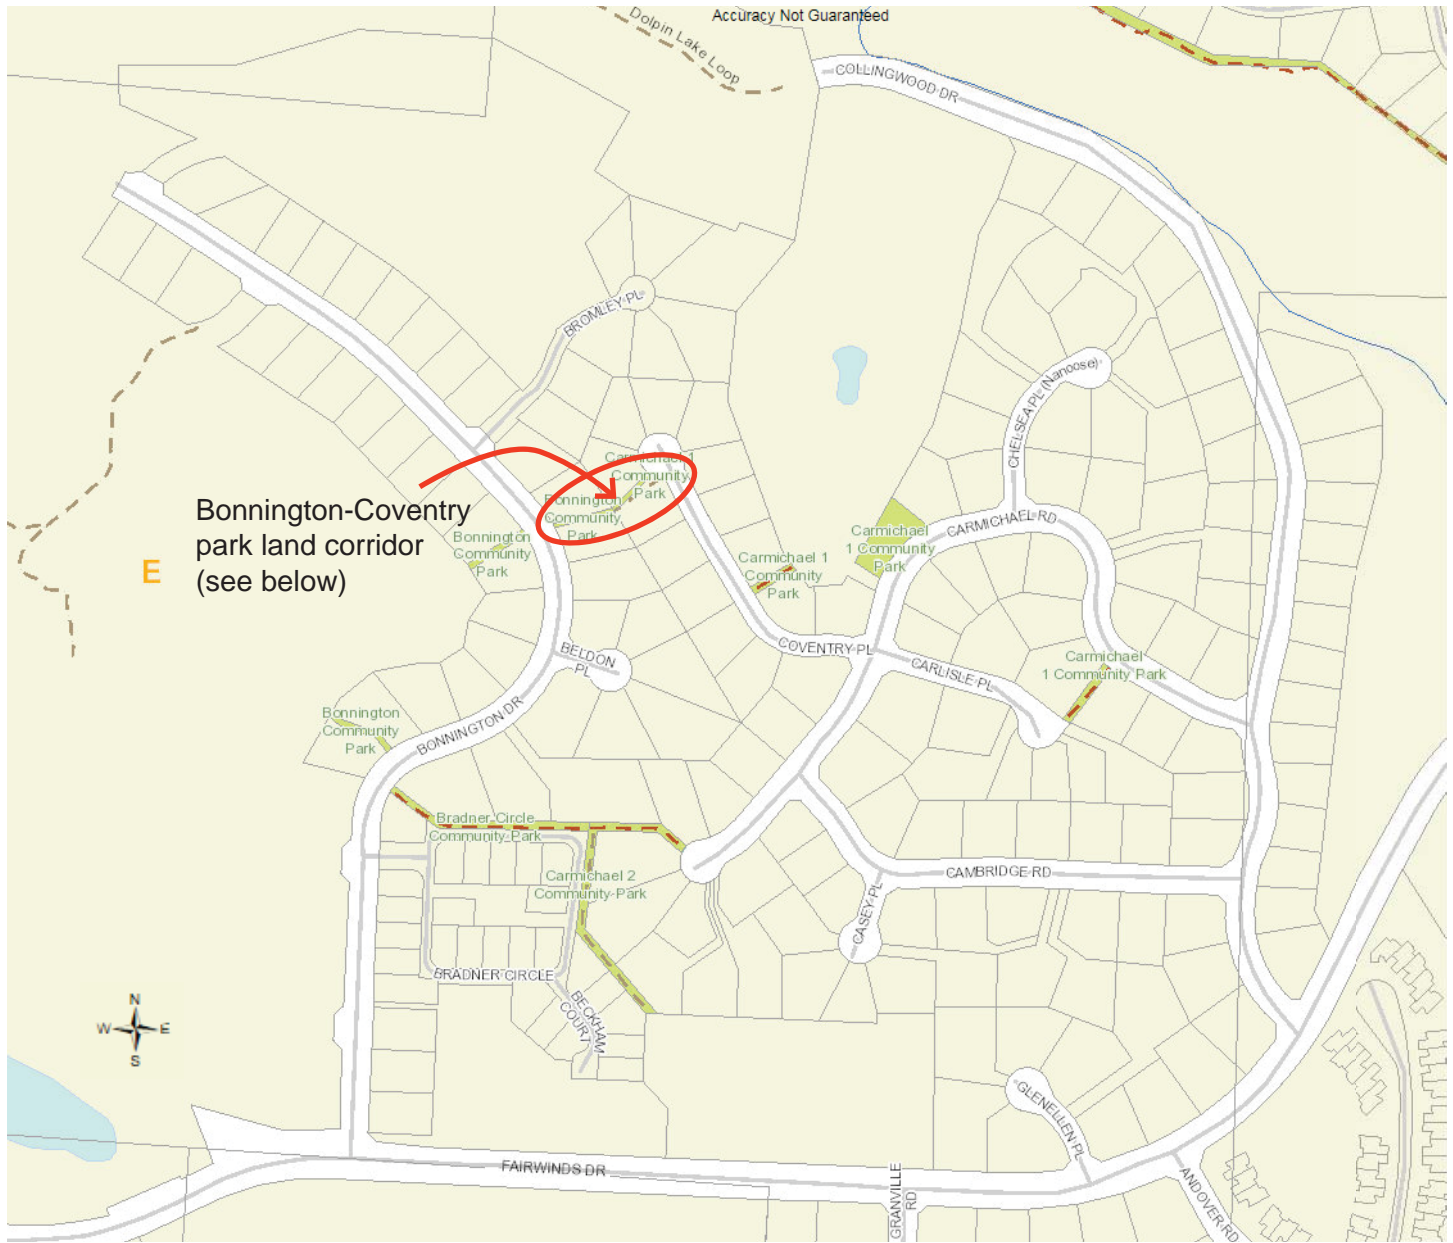 Accuracy Not Guaranteed
Dolpin Lake Loop
COLLINGWOOD DR
BROMLEY PL
CHELSEA PL (Nanoose)
Carmichael 1
Community
Park
Bonnington
Community
Park
Bonnington-Coventry
park land corridor
(see below)
Bonnington
Community
Park
E
Carmichael 1
Community
Park
Carmichael
1 Community
Park
CARMICHAEL RD
COVENTRY PL
CARLISLE PL
Carmichael
1 Community Park
BELDON
PL
BONNINGTON DR
Bonnington
Community
Park
Bradner Circle
Community Park
Carmichael 2
Community Park
CAMBRIDGE RD
CASEY PL
BRADNER CIRCLE
BECKHAM
COURT
N
W E
S
GLENELLEN PL
FAIRWINDS DR
GRANVILLE
RD
ANDOVER RD